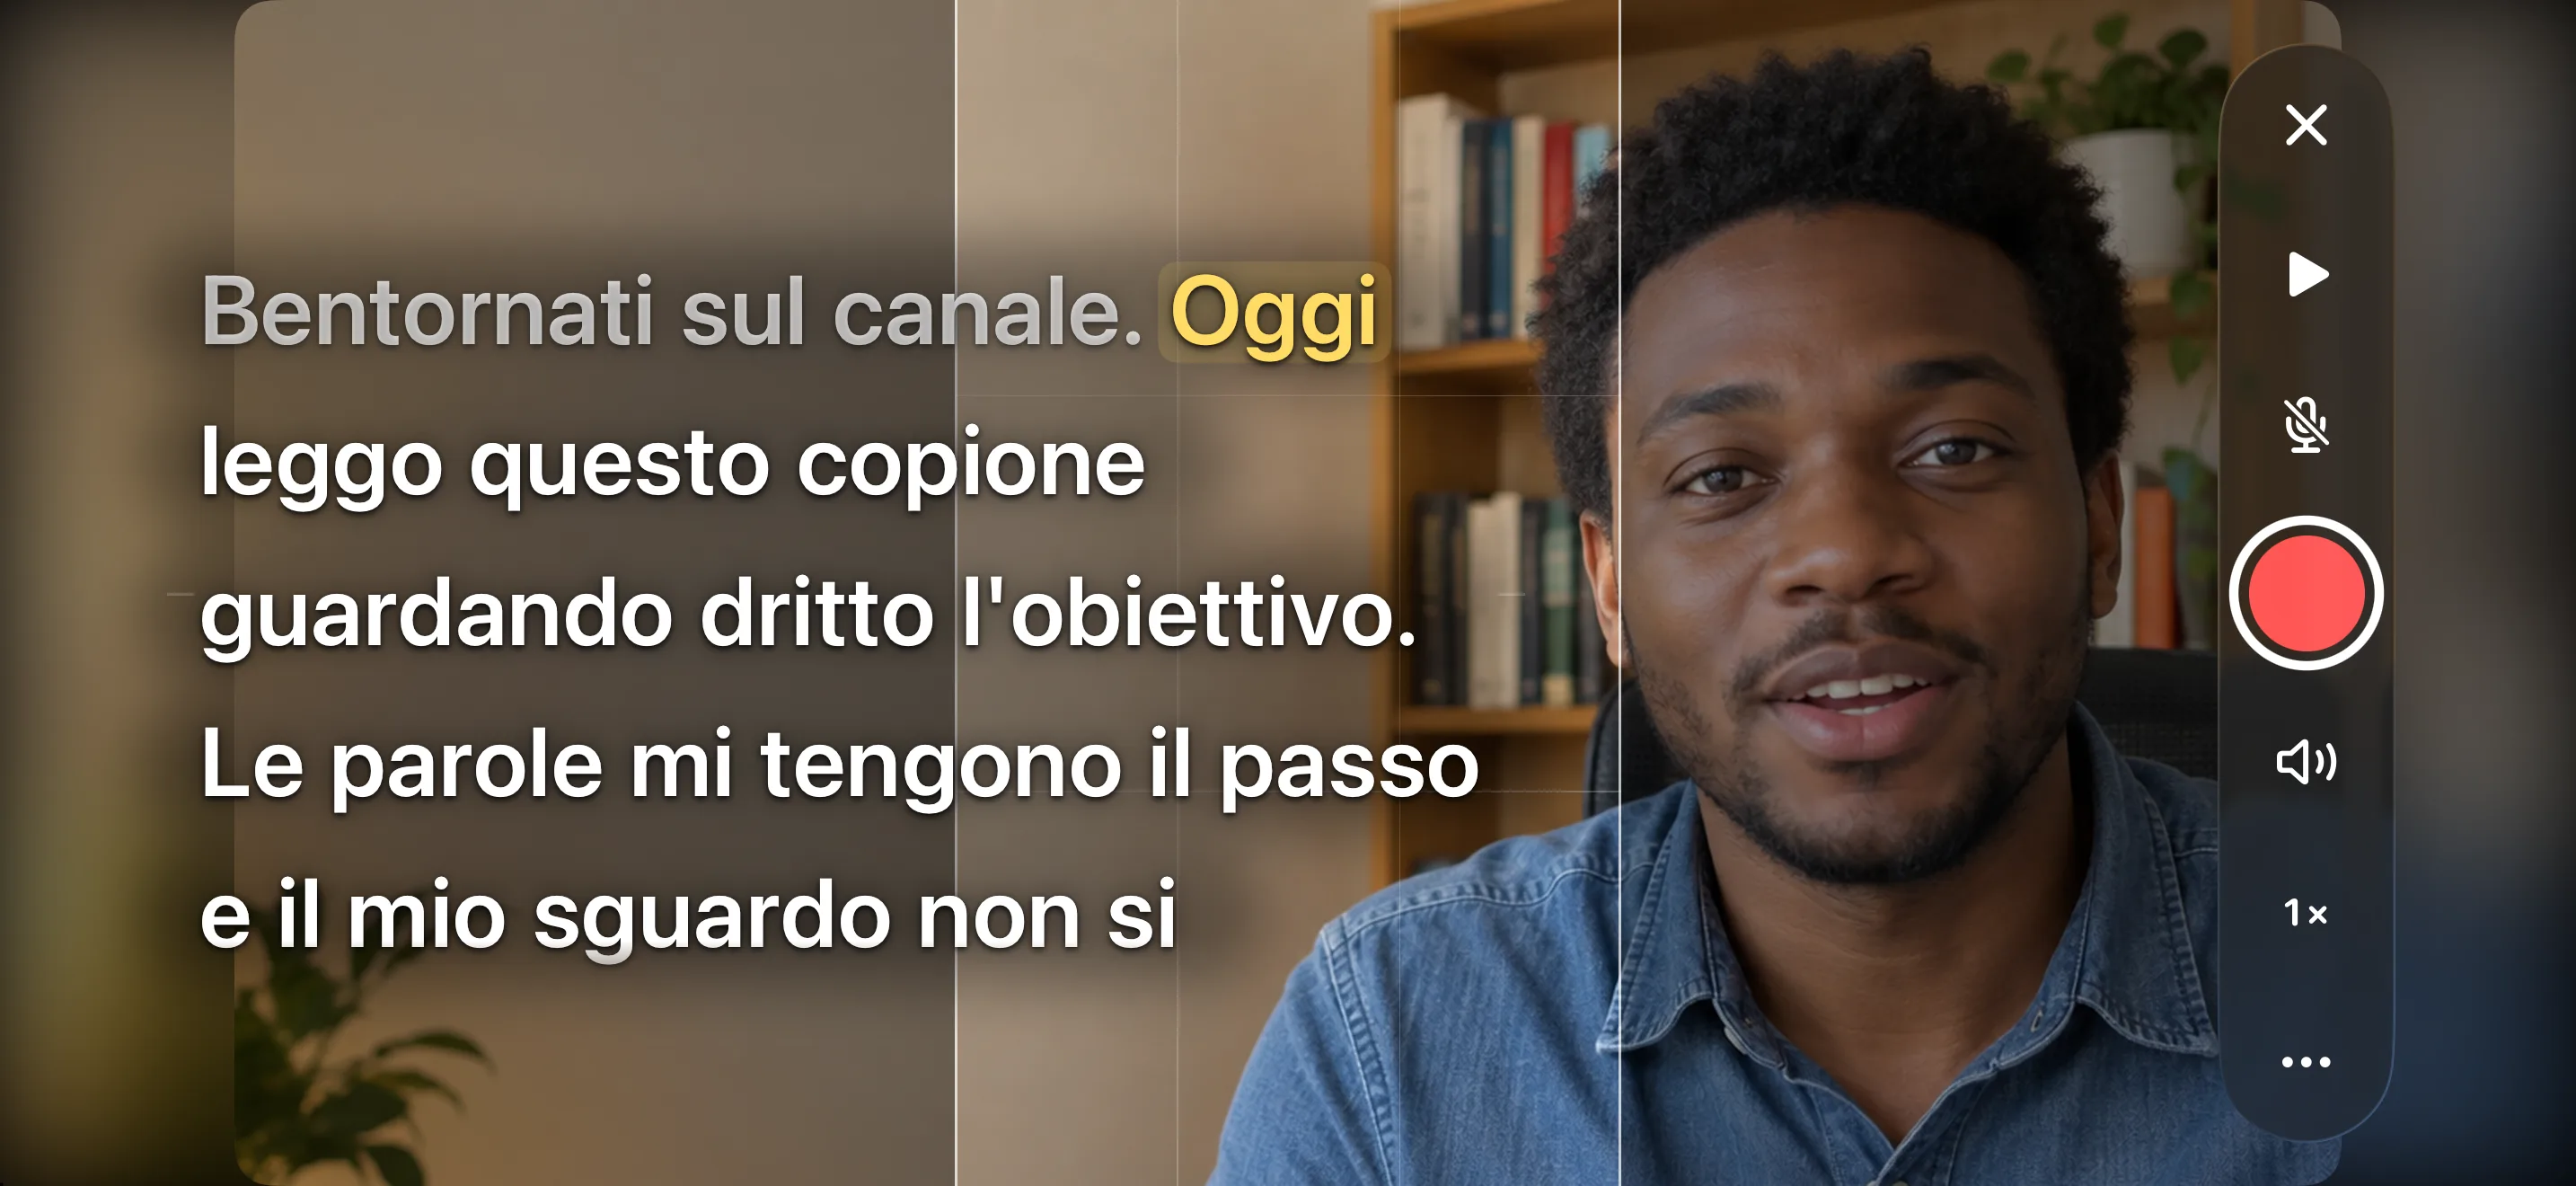 Bentornati sul canale. Oggi
leggo questo copione
guardando dritto l'obiettivo.
Le parole mi tengono il passo
e il mio sguardo non si
1×